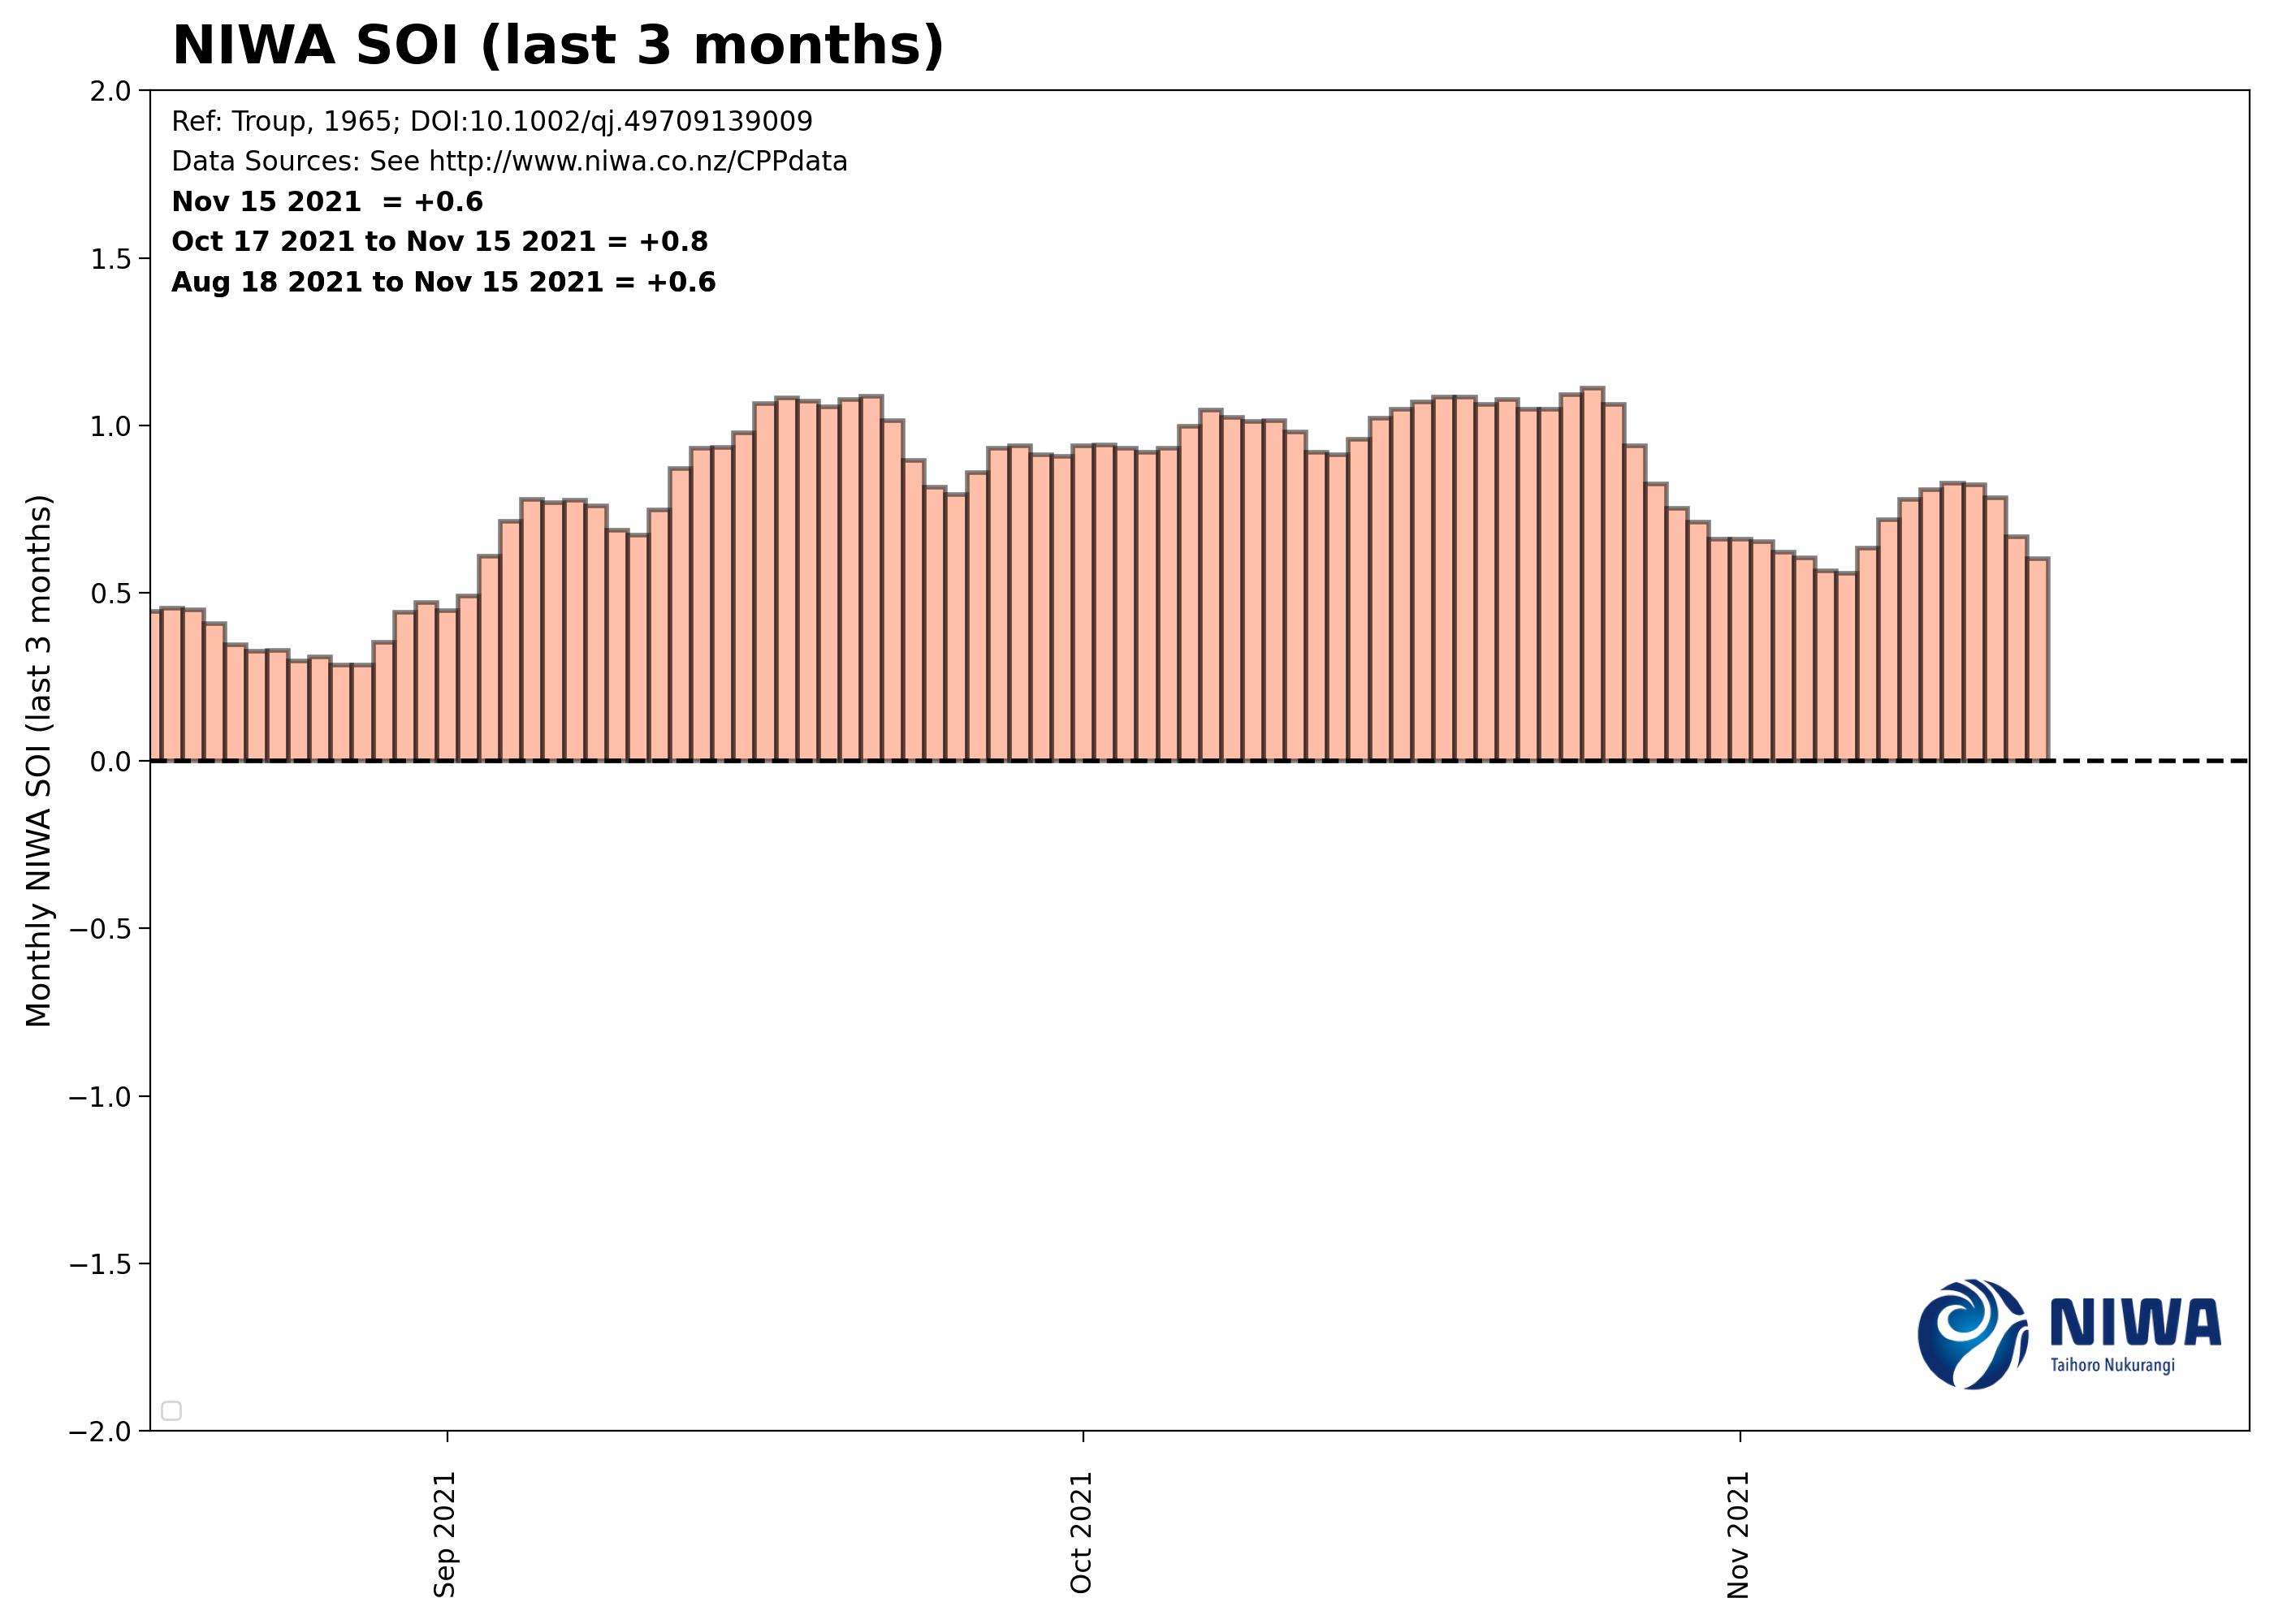 NIWA SOI (last 3 months)
Ref: Troup, 1965; DOI:10.1002/qj.49709139009
Data Sources: See http://www.niwa.co.nz/CPPdata
Nov 15 2021  = +0.6
Oct 17 2021 to Nov 15 2021 = +0.8
Aug 18 2021 to Nov 15 2021 = +0.6
Monthly NIWA SOI (last 3 months)
2.0
1.5
1.0
0.5
0.0
−0.5
−1.0
−1.5
−2.0
NIWA
Taihoro Nukurangi
Sep 2021
Oct 2021
Nov 2021